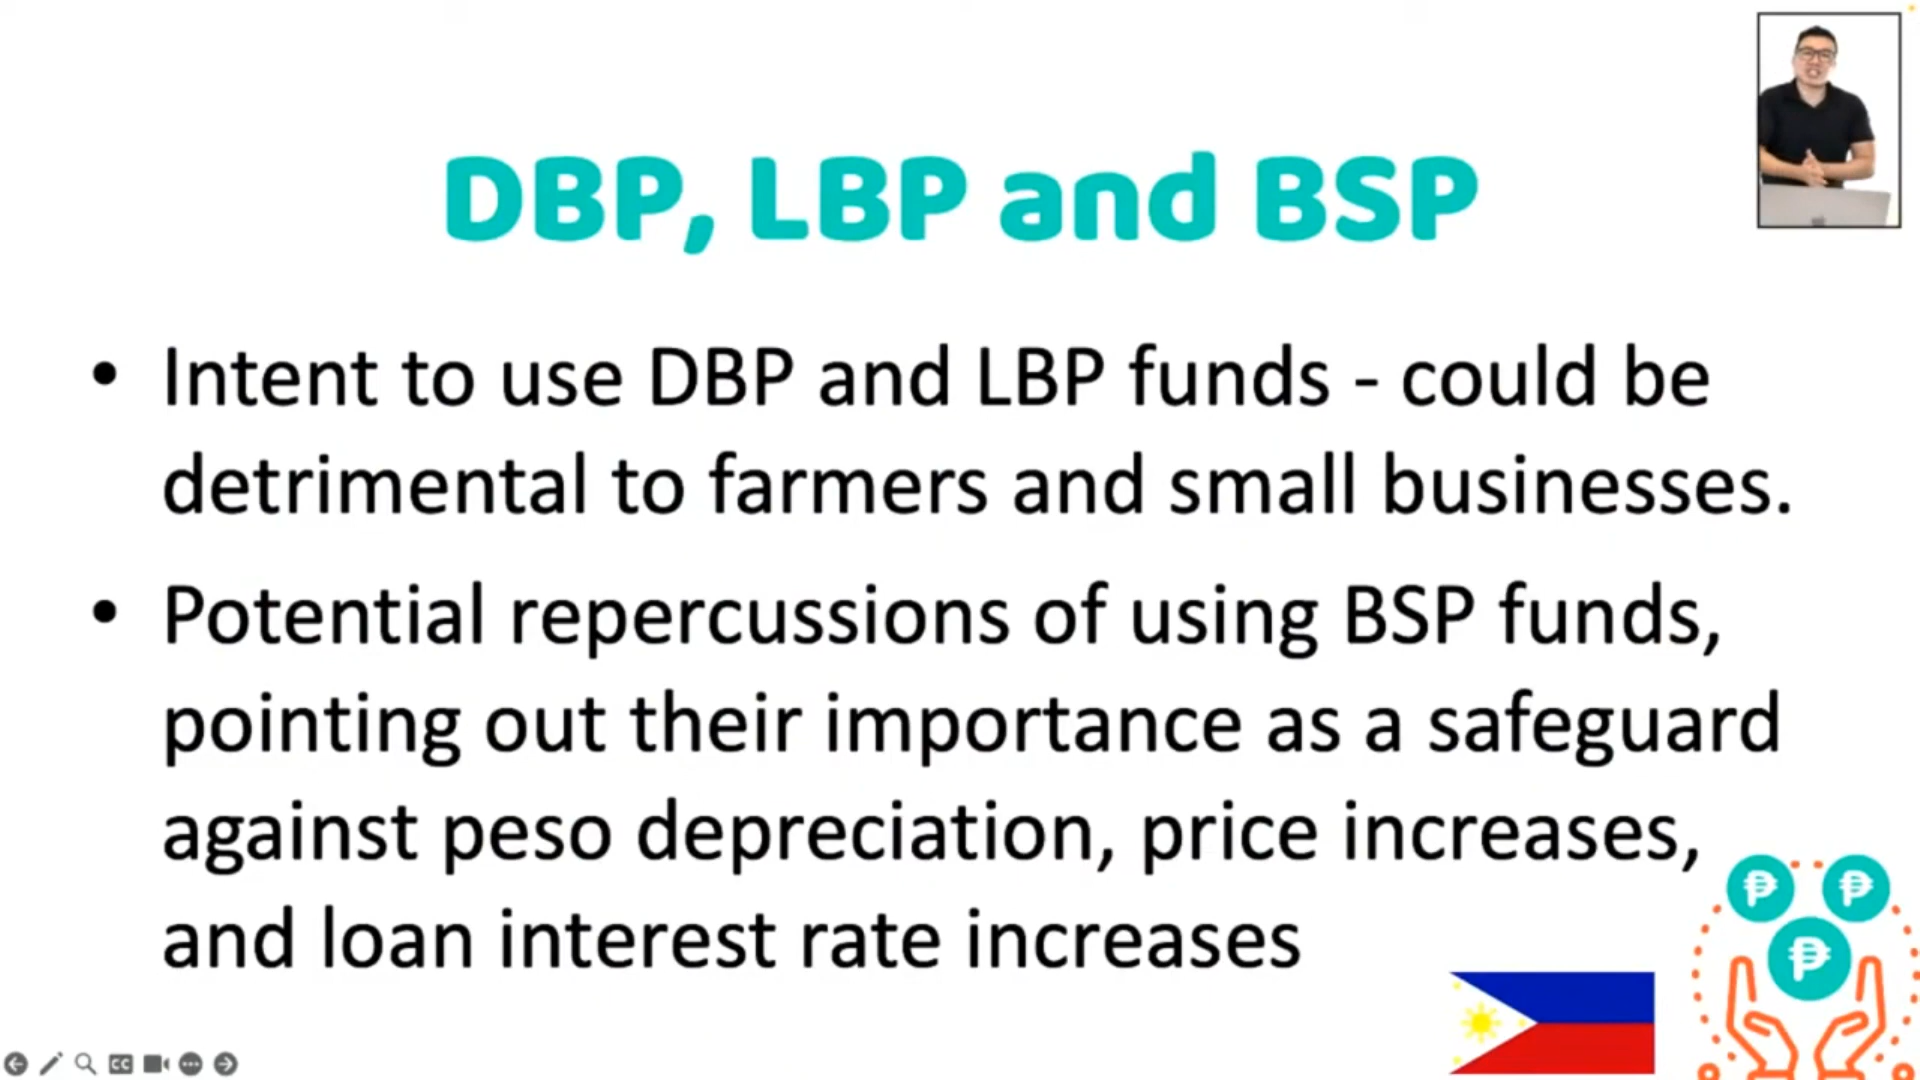 DBP, LBP and BSP
• Intent to use DBP and LBP funds - could be
detrimental to farmers and small businesses.
• Potential repercussions of using BSP funds,
pointing out their importance as a safeguard
against peso depreciation, price increases,
and loan interest rate increases
₱ ₱
₱
CC